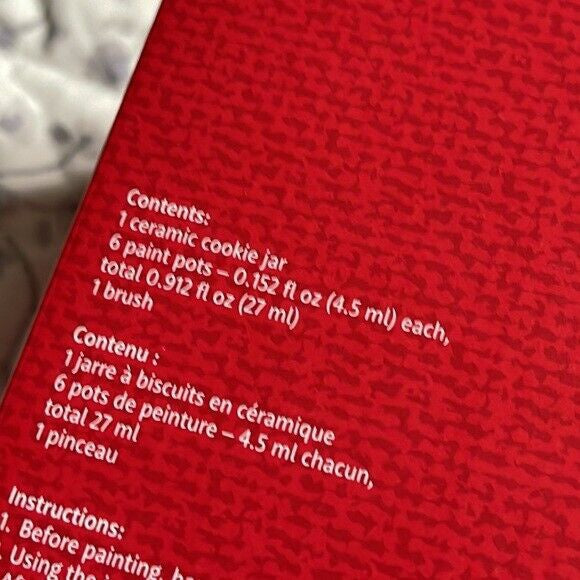 Contents:
1 ceramic cookie jar
6 paint pots – 0.152 fl oz (4.5 ml) each,
total 0.912 fl oz (27 ml)
1 brush
Contenu :
1 jarre à biscuits en céramique
6 pots de peinture – 4.5 ml chacun,
total 27 ml
1 pinceau
Instructions:
1. Before painting,
Using the